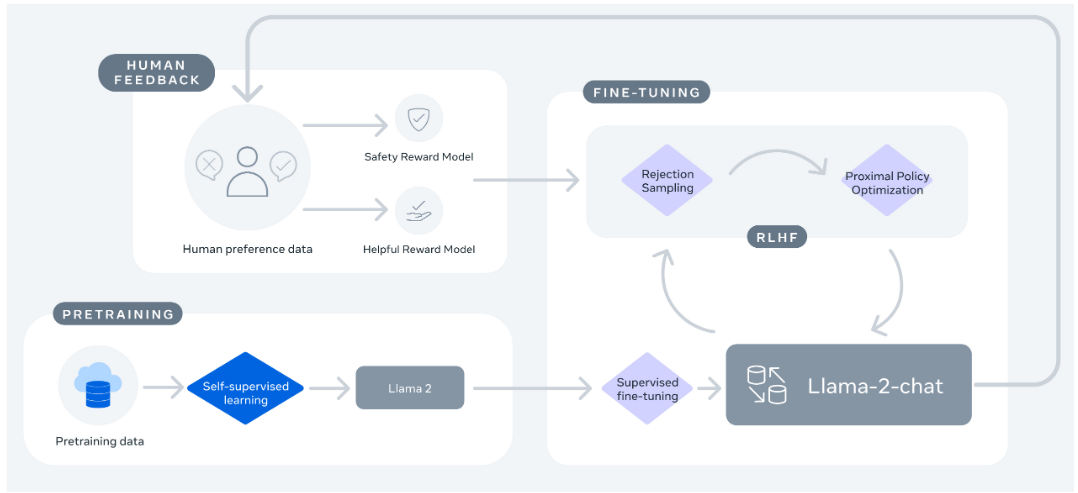 HUMAN
FEEDBACK
Safety Reward Model
Human preference data
Helpful Reward Model
FINE-TUNING
Rejection
Sampling
Proximal Policy
Optimization
RLHF
PRETRAINING
Pretraining data
Self-supervised
learning
Llama 2
Supervised
fine-tuning
Llama-2-chat